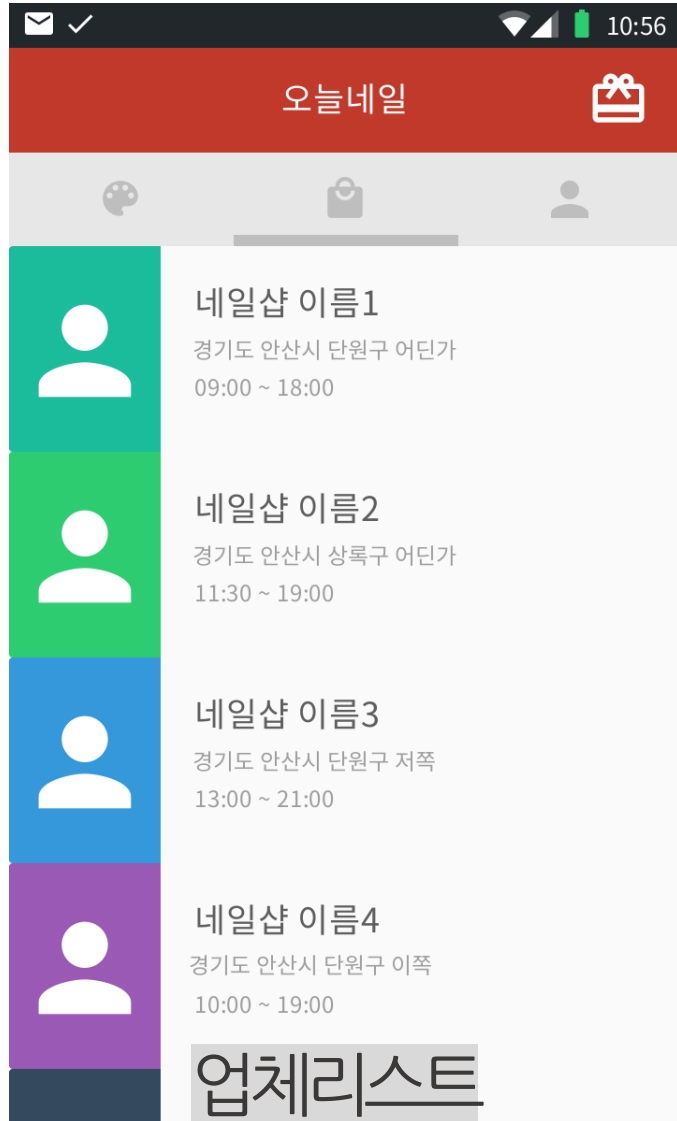 10:56
오늘네일
네일샵 이름1
경기도 안산시 단원구 어딘가
09:00 ~ 18:00
네일샵 이름2
경기도 안산시 상록구 어딘가
11:30 ~ 19:00
네일샵 이름3
경기도 안산시 단원구 저쪽
13:00 ~ 21:00
네일샵 이름4
경기도 안산시 단원구 이쪽
10:00 ~ 19:00
업체리스트